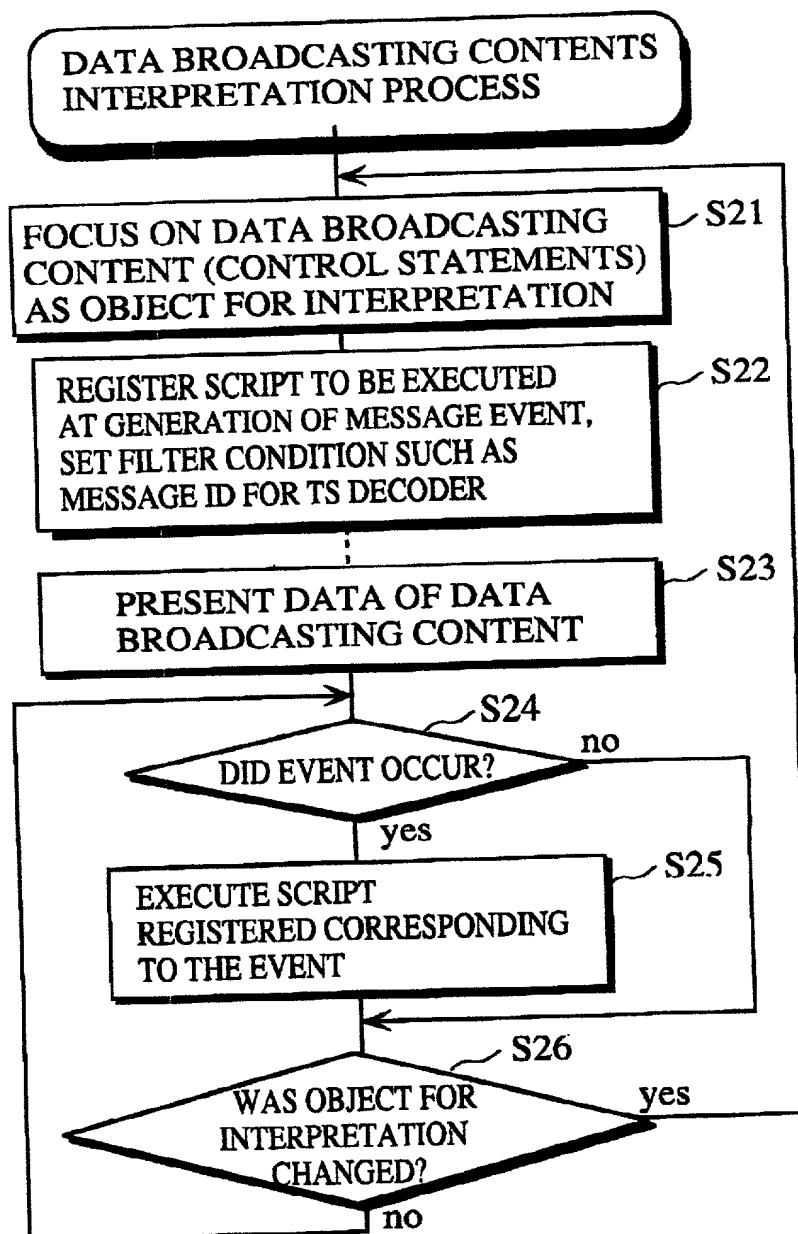 DATA BROADCASTING CONTENTS
INTERPRETATION PROCESS
S21
FOCUS ON DATA BROADCASTING
CONTENT (CONTROL STATEMENTS)
AS OBJECT FOR INTERPRETATION
S22
REGISTER SCRIPT TO BE EXECUTED
AT GENERATION OF MESSAGE EVENT,
SET FILTER CONDITION SUCH AS
MESSAGE ID FOR TS DECODER
S23
PRESENT DATA OF DATA
BROADCASTING CONTENT
S24
DID EVENT OCCUR?
no
yes
S25
EXECUTE SCRIPT
REGISTERED CORRESPONDING
TO THE EVENT
S26
WAS OBJECT FOR
INTERPRETATION
CHANGED?
yes
no